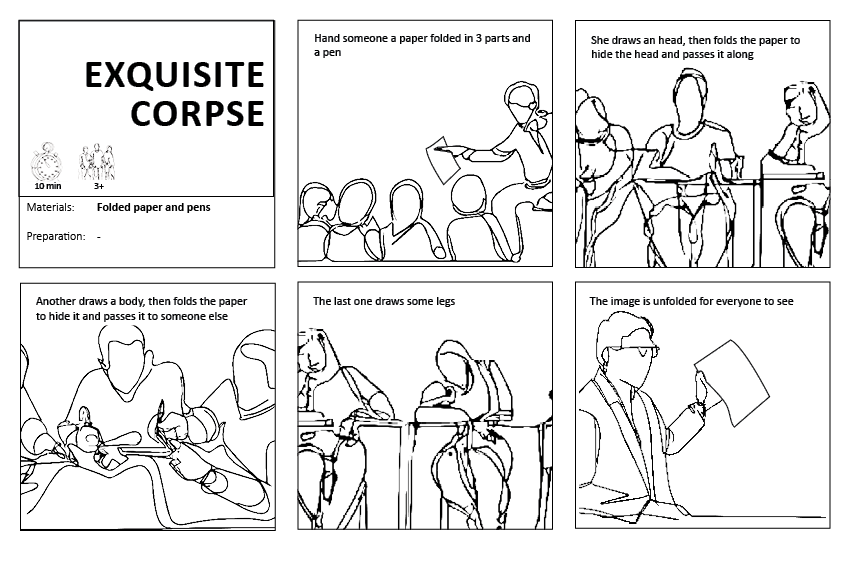 EXQUISITE
CORPSE
10 min 3+
Materials: Folded paper and pens
Preparation: -
Hand someone a paper folded in 3 parts and
a pen
She draws an head, then folds the paper to
hide the head and passes it along
Another draws a body, then folds the paper
to hide it and passes it to someone else
The last one draws some legs
The image is unfolded for everyone to see